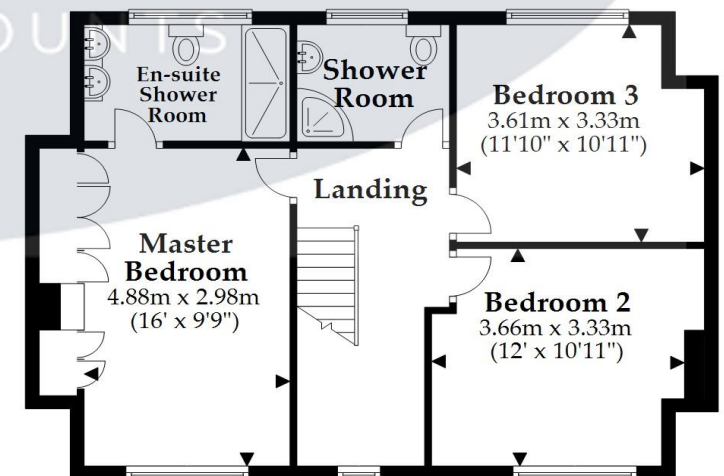 OUNTS
En-suite
Shower
Room
Shower
Room
Bedroom 3
3.61m x 3.33m
(11'10" x 10'11")
Landing
Master
Bedroom
4.88m x 2.98m
(16' x 9'9")
Bedroom 2
3.66m x 3.33m
(12' x 10'11")